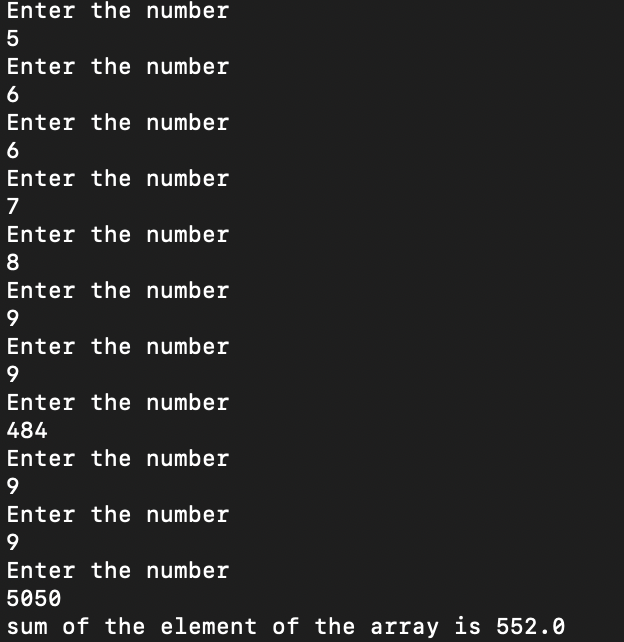 Enter the number
5
Enter the number
6
Enter the number
6
Enter the number
7
Enter the number
8
Enter the number
9
Enter the number
9
Enter the number
484
Enter the number
9
Enter the number
9
Enter the number
5050
sum of the element of the array is 552.0